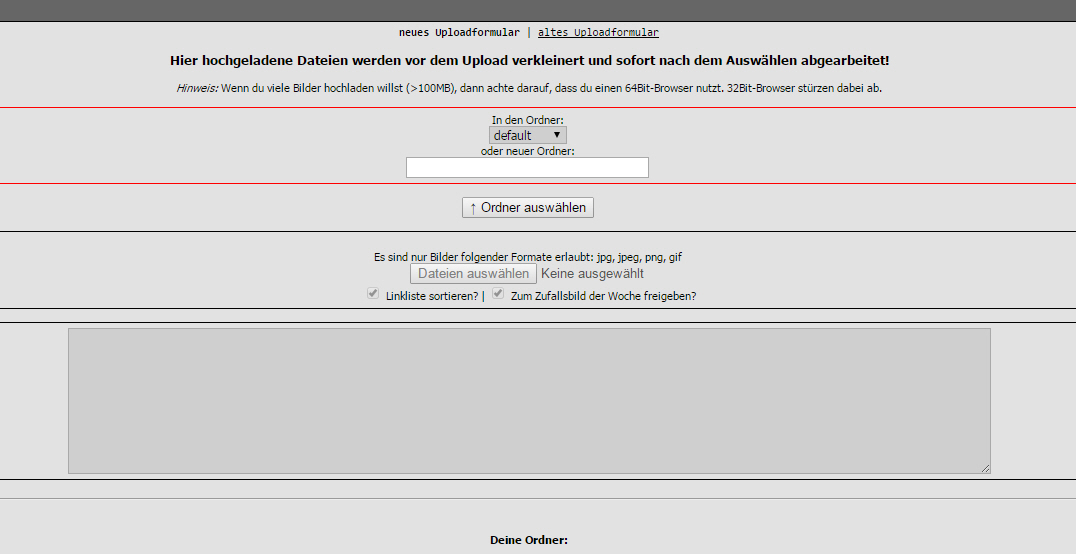 neues Uploadformular | altes Uploadformular
Hier hochgeladene Dateien werden vor dem Upload verkleinert und sofort nach dem Auswählen abgearbeitet!
Hinweis: Wenn du viele Bilder hochladen willst (>100MB), dann achte darauf, dass du einen 64Bit-Browser nutzt. 32Bit-Browser stürzen dabei ab.
In den Ordner:
default ▼
oder neuer Ordner:
↑ Ordner auswählen
Es sind nur Bilder folgender Formate erlaubt: jpg, jpeg, png, gif
Dateien auswählen Keine ausgewählt
Linkliste sortieren? | Zum Zufallsbild der Woche freigeben?
Deine Ordner: